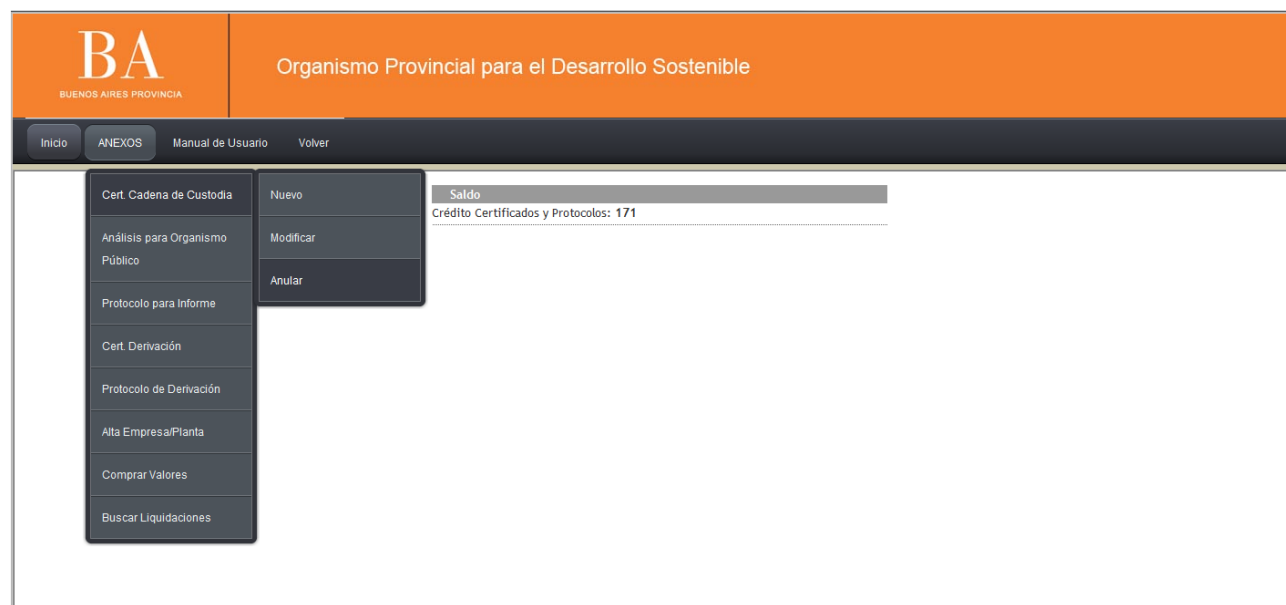 BA
BUENOS AIRES PROVINCIA
Organismo Provincial para el Desarrollo Sostenible
Inicio ANEXOS Manual de Usuario Volver
Cert. Cadena de Custodia
Análisis para Organismo
Público
Protocolo para Informe
Cert. Derivación
Protocolo de Derivación
Alta Empresa/Planta
Comprar Valores
Buscar Liquidaciones
Nuevo
Modificar
Anular
Saldo
Crédito Certificados y Protocolos: 171